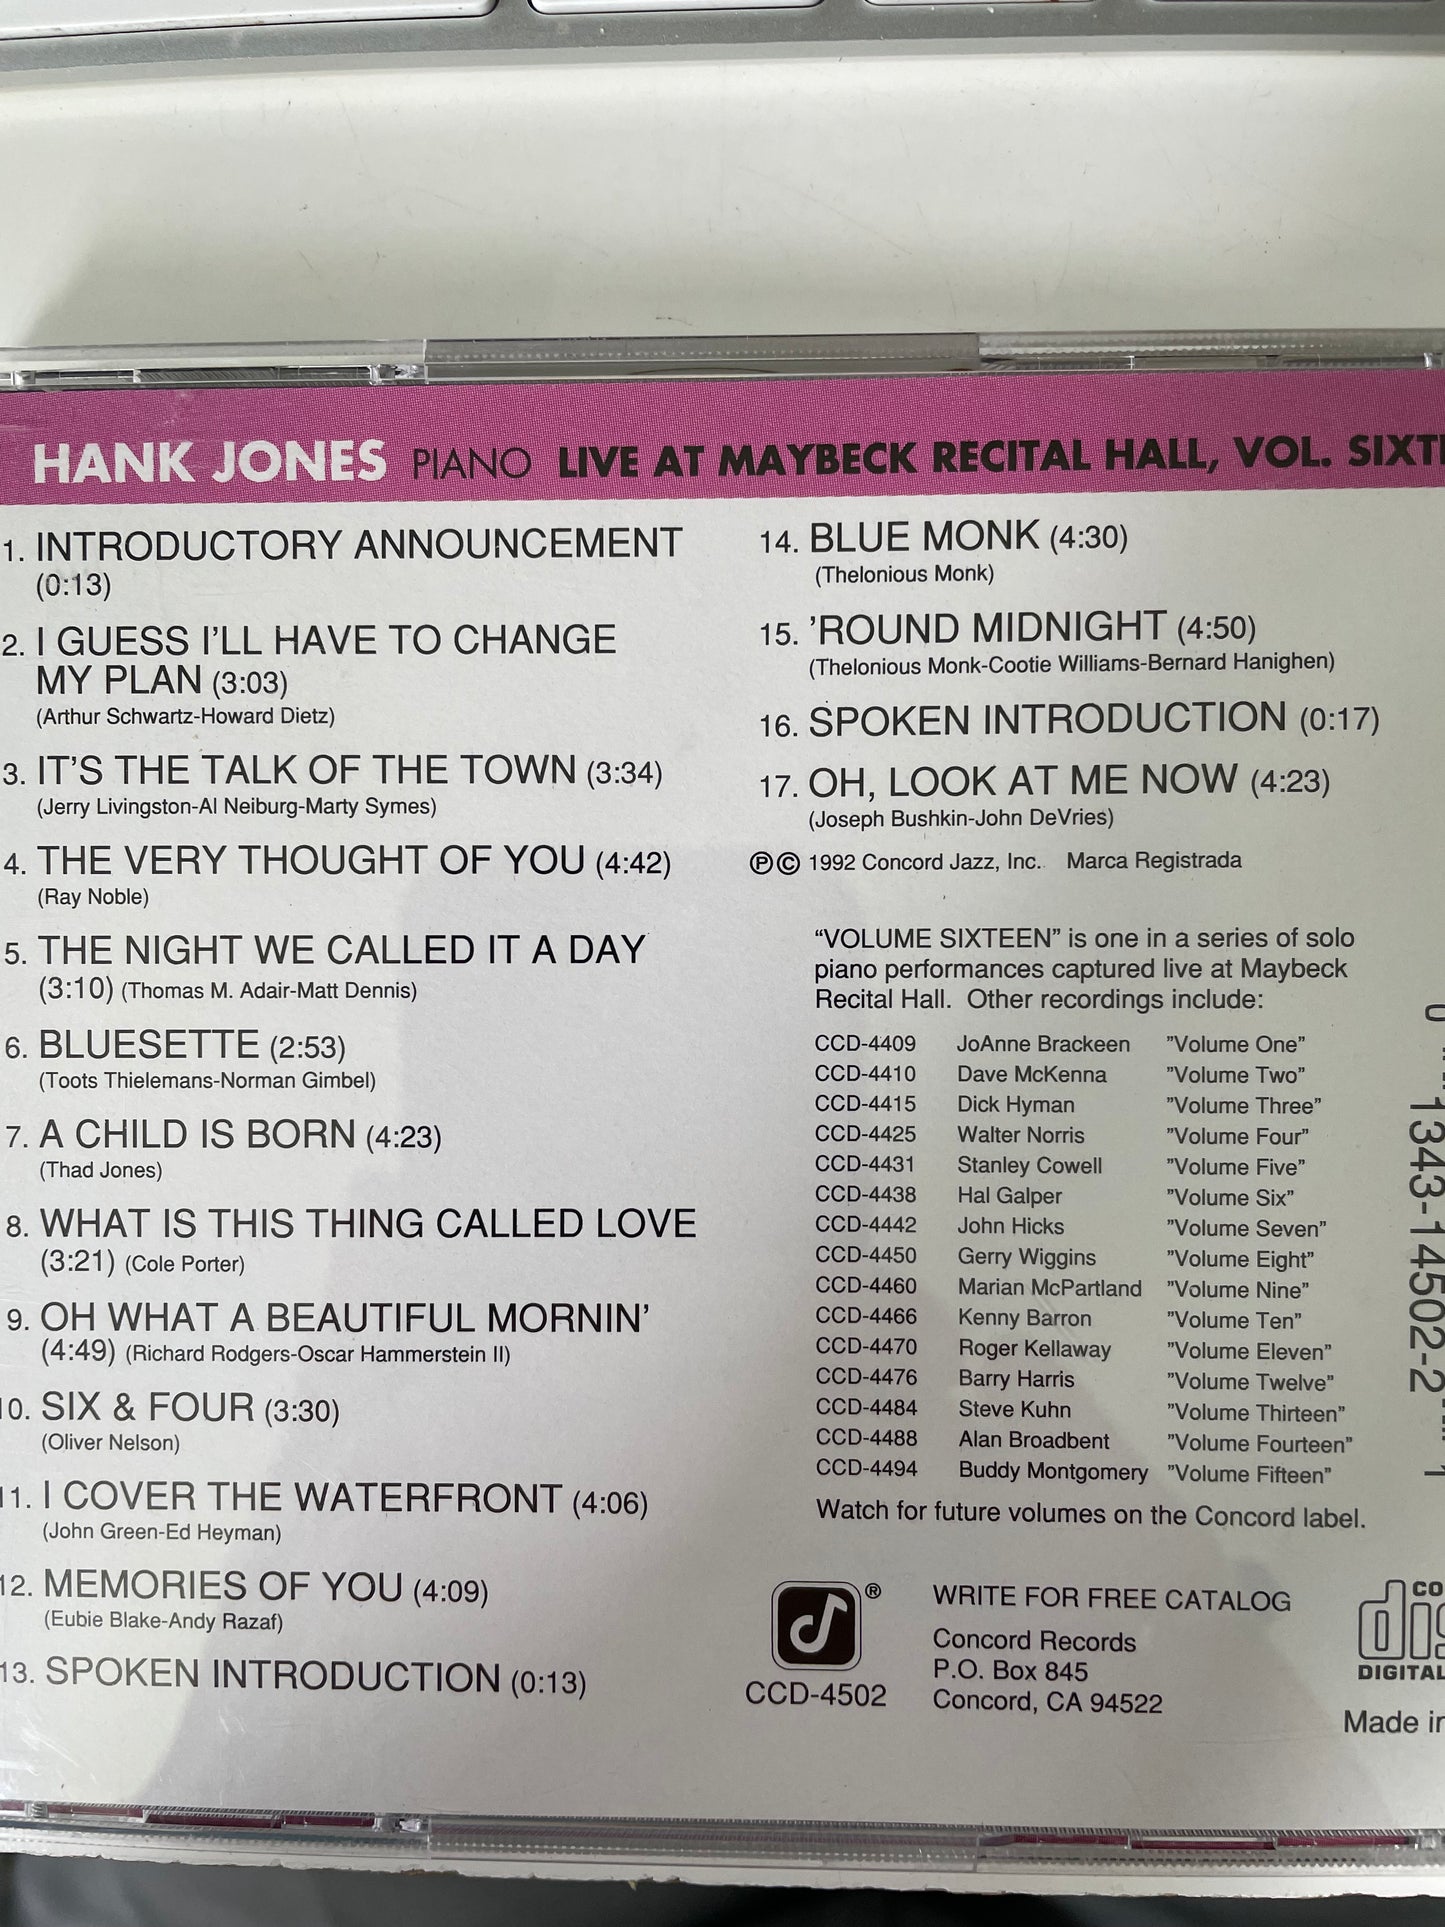 HANK JONES PIANO LIVE AT MAYBECK RECITAL HALL, VOL.
1. INTRODUCTORY ANNOUNCEMENT
(0:13)
2. I GUESS I'LL HAVE TO CHANGE
MY PLAN (3:03)
(Arthur Schwartz-Howard Dietz)
3. IT'S THE TALK OF THE TOWN (3:34)
(Jerry Livingston-Al Neiburg-Marty Symes)
4. THE VERY THOUGHT OF YOU (4:42)
(Ray Noble)
5. THE NIGHT WE CALLED IT A DAY
(3:10) (Thomas M. Adair-Matt Dennis)
6. BLUESETTE (2:53)
(Toots Thielemans-Norman Gimbel)
7. A CHILD IS BORN (4:23)
(Thad Jones)
8. WHAT IS THIS THING CALLED LOVE
(3:21) (Cole Porter)
9. OH WHAT A BEAUTIFUL MORNIN'
(4:49) (Richard Rodgers-Oscar Hammerstein II)
10. SIX & FOUR (3:30)
(Oliver Nelson)
11. I COVER THE WATERFRONT (4:06)
(John Green-Ed Heyman)
12. MEMORIES OF YOU (4:09)
(Eubie Blake-Andy Razaf)
13. SPOKEN INTRODUCTION (0:13)
14. BLUE MONK (4:30)
(Thelonious Monk)
15. 'ROUND MIDNIGHT (4:50)
(Thelonious Monk-Cootie Williams-Bernard Hanighen)
16. SPOKEN INTRODUCTION (0:17)
17. OH, LOOK AT ME NOW (4:23)
(Joseph Bushkin-John DeVries)
℗© 1992 Concord Jazz, Inc. Marca Registrada
“VOLUME SIXTEEN” is one in a series of solo
piano performances captured live at Maybeck
Recital Hall. Other recordings include:
CCD-4409 JoAnne Brackeen ”Volume One”
CCD-4410 Dave McKenna ”Volume Two”
CCD-4415 Dick Hyman ”Volume Three”
CCD-4425 Walter Norris ”Volume Four”
CCD-4431 Stanley Cowell ”Volume Five”
CCD-4438 Hal Galper ”Volume Six”
CCD-4442 John Hicks ”Volume Seven”
CCD-4450 Gerry Wiggins ”Volume Eight”
CCD-4460 Marian McPartland ”Volume Nine”
CCD-4466 Kenny Barron ”Volume Ten”
CCD-4470 Roger Kellaway ”Volume Eleven”
CCD-4476 Barry Harris ”Volume Twelve”
CCD-4484 Steve Kuhn ”Volume Thirteen”
CCD-4488 Alan Broadbent ”Volume Fourteen”
CCD-4494 Buddy Montgomery ”Volume Fifteen”
Watch for future volumes on the Concord label.
®
CCD-4502
WRITE FOR FREE CATALOG
Concord Records
P.O. Box 845
Concord, CA 94522
DIGITAL
Made in
1343-14502-2